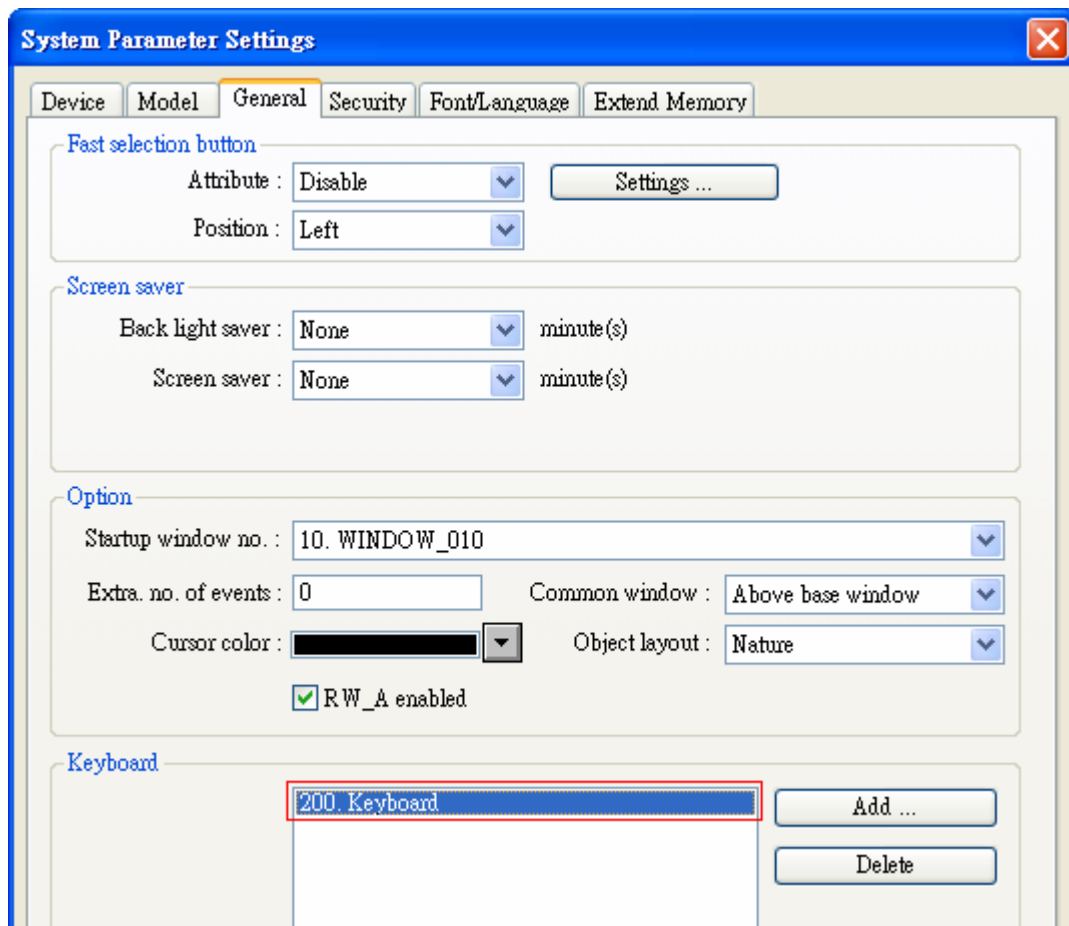 System Parameter Settings
Device Model General Security Font/Language Extend Memory
Fast selection button
Attribute : Disable Settings ...
Position : Left
Screen saver
Back light saver : None minute(s)
Screen saver : None minute(s)
Option
Startup window no. : 10. WINDOW_010
Extra. no. of events : 0 Common window : Above base window
Cursor color : Object layout : Nature
RW_A enabled
Keyboard
200. Keyboard Add ...
Delete